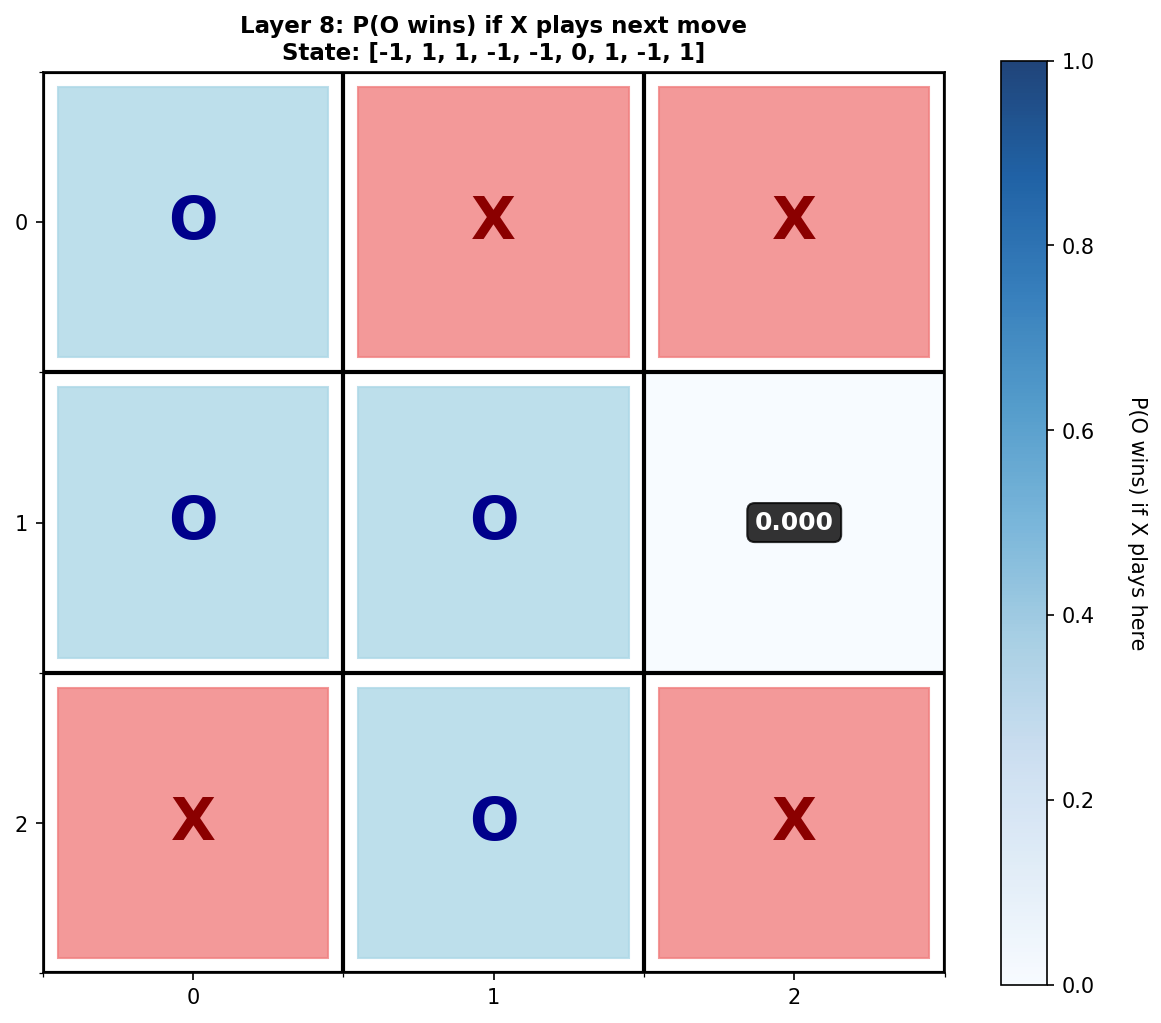 Layer 8: P(O wins) if X plays next move
State: [-1, 1, 1, -1, -1, 0, 1, -1, 1]
0 O X X
1 O O 0.000
2 X O X
0 1 2
1.0
0.8
0.6
0.4
0.2
0.0
P(O wins) if X plays here